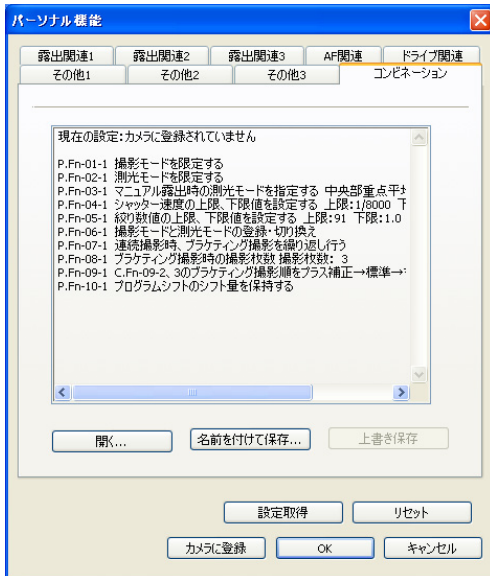 パーソナル機能
露出関連1 露出関連2 露出関連3 AF関連 ドライブ関連
その他1 その他2 その他3 コンビネーション
現在の設定:カメラに登録されていません
P.Fn-01-1 撮影モードを限定する
P.Fn-02-1 測光モードを限定する
P.Fn-03-1 マニュアル露出時の測光モードを指定する 中央部重点平
P.Fn-04-1 シャッター速度の上限、下限値を設定する 上限:1/8000 下
P.Fn-05-1 絞り数値の上限、下限値を設定する 上限:91 下限:1.0
P.Fn-06-1 撮影モードと測光モードの登録・切り換え
P.Fn-07-1 連続撮影時、ブラケティング撮影を繰り返し行う
P.Fn-08-1 ブラケティング撮影時の撮影枚数 撮影枚数: 3
P.Fn-09-1 C.Fn-09-2、3のブラケティング撮影順をプラス補正→標準→
P.Fn-10-1 プログラムシフトのシフト量を保持する
開く... 名前を付けて保存... 上書き保存
設定取得 リセット
カメラに登録 OK キャンセル